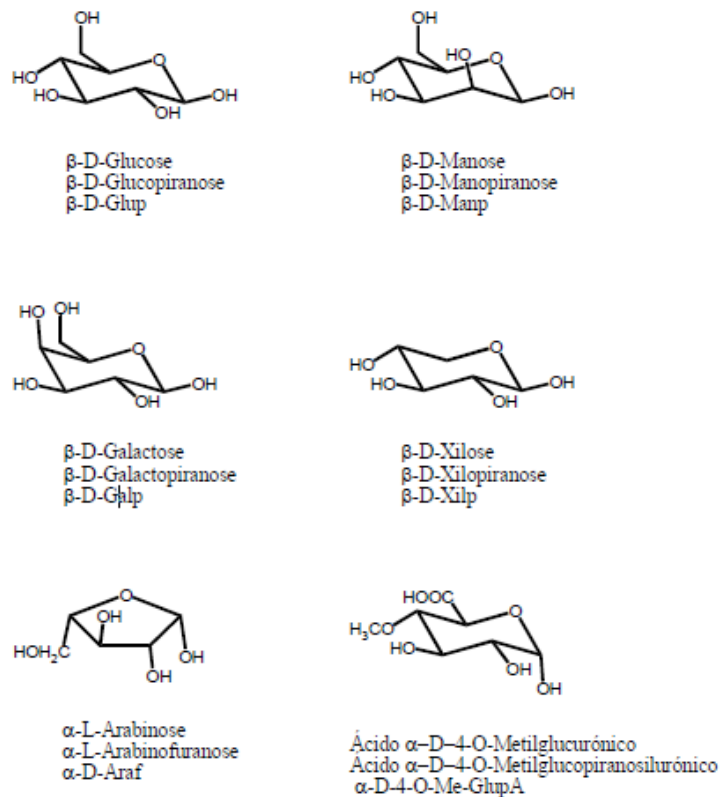 OH
O
HO
HO
OH
OH
β-D-Glucose
β-D-Glucopiranose
β-D-Glup
OH
HO
O
HO
HO
OH
β-D-Manose
β-D-Manopiranose
β-D-Manp
HO
OH
O
HO
OH
OH
β-D-Galactose
β-D-Galactopiranose
β-D-Galp
O
HO
HO
OH
OH
β-D-Xilose
β-D-Xilopiranose
β-D-Xilp
O
OH
HOH₂C
OH
OH
α-L-Arabinose
α-L-Arabinofuranose
α-D-Araf
HOOC
O
H₃CO
HO
OH
OH
Ácido α–D–4-O-Metilglucurónico
Ácido α–D–4-O-Metilglucopiranosilurónico
α-D-4-O-Me-GlupA